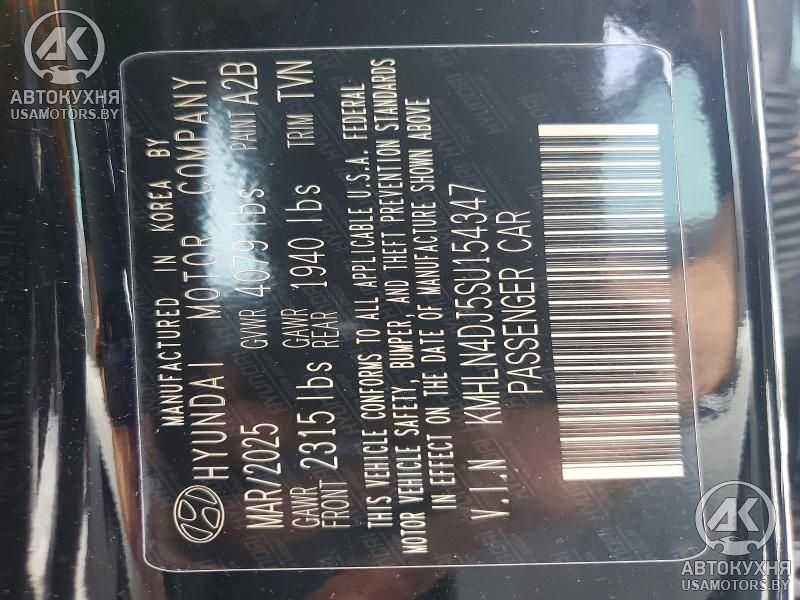 MANUFACTURED IN KOREA BY
HYUNDAI MOTOR COMPANY
MAR/2025 GVWR 4079 lbs PAINT A2B
GAWR FRONT 2315 lbs GAWR REAR 1940 lbs TRIM TVN
THIS VEHICLE CONFORMS TO ALL APPLICABLE U.S.A. FEDERAL
MOTOR VEHICLE SAFETY, BUMPER, AND THEFT PREVENTION STANDARDS
IN EFFECT ON THE DATE OF MANUFACTURE SHOWN ABOVE
V.I.N KMHLN4DJ5SU154347
PASSENGER CAR
АК
АВТОКУХНЯ
USAMOTORS.BY
АК
АВТОКУХНЯ
USAMOTORS.BY